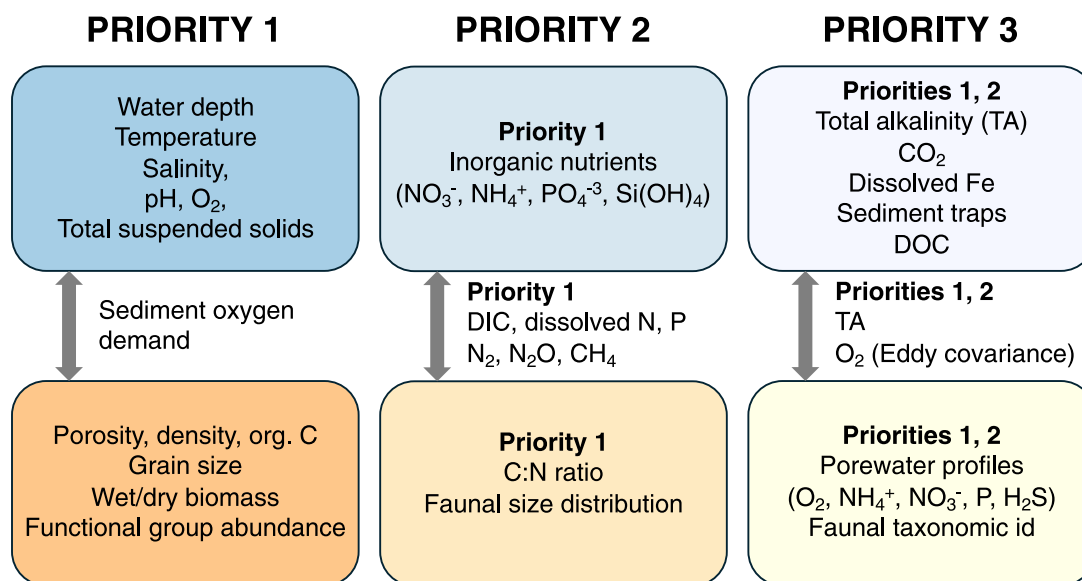 PRIORITY 1
Water depth
Temperature
Salinity,
pH, O₂,
Total suspended solids
Sediment oxygen
demand
Porosity, density, org. C
Grain size
Wet/dry biomass
Functional group abundance
PRIORITY 2
Priority 1
Inorganic nutrients
(NO₃⁻, NH₄⁺, PO₄⁻³, Si(OH)₄)
Priority 1
DIC, dissolved N, P
N₂, N₂O, CH₄
Priority 1
C:N ratio
Faunal size distribution
PRIORITY 3
Priorities 1, 2
Total alkalinity (TA)
CO₂
Dissolved Fe
Sediment traps
DOC
Priorities 1, 2
TA
O₂ (Eddy covariance)
Priorities 1, 2
Porewater profiles
(O₂, NH₄⁺, NO₃⁻, P, H₂S)
Faunal taxonomic id